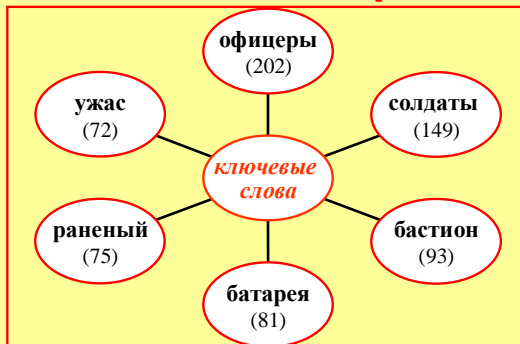 офицеры
(202)
ужас
(72)
солдаты
(149)
ключевые
слова
раненый
(75)
бастион
(93)
батарея
(81)